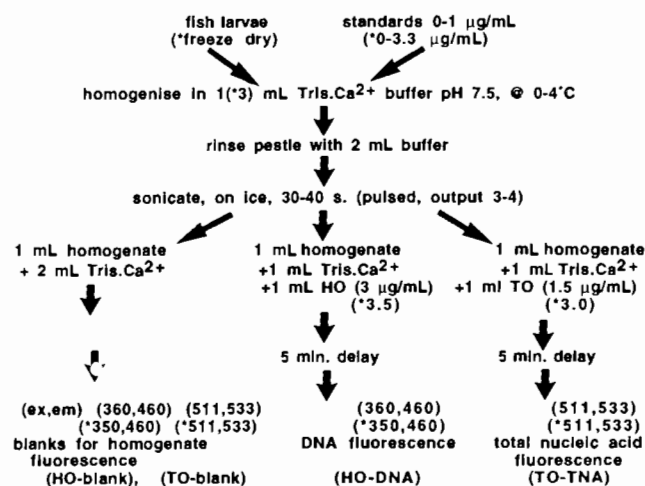 fish larvae
(*freeze dry)
standards 0-1 µg/mL
(*0-3.3 µg/mL)
homogenise in 1(*3) mL Tris.Ca2+ buffer pH 7.5, @ 0-4°C
rinse pestle with 2 mL buffer
sonicate, on ice, 30-40 s. (pulsed, output 3-4)
1 mL homogenate
+ 2 mL Tris.Ca2+
1 mL homogenate
+1 mL Tris.Ca2+
+1 mL HO (3 µg/mL)
(*3.5)
1 mL homogenate
+1 mL Tris.Ca2+
+1 ml TO (1.5 µg/mL)
(*3.0)
5 min. delay
5 min. delay
(ex,em) (360,460) (511,533)
(*350,460) (*511,533)
blanks for homogenate
fluorescence
(HO-blank), (TO-blank)
(360,460)
(*350,460)
DNA fluorescence
(HO-DNA)
(511,533)
(*511,533)
total nucleic acid
fluorescence
(TO-TNA)